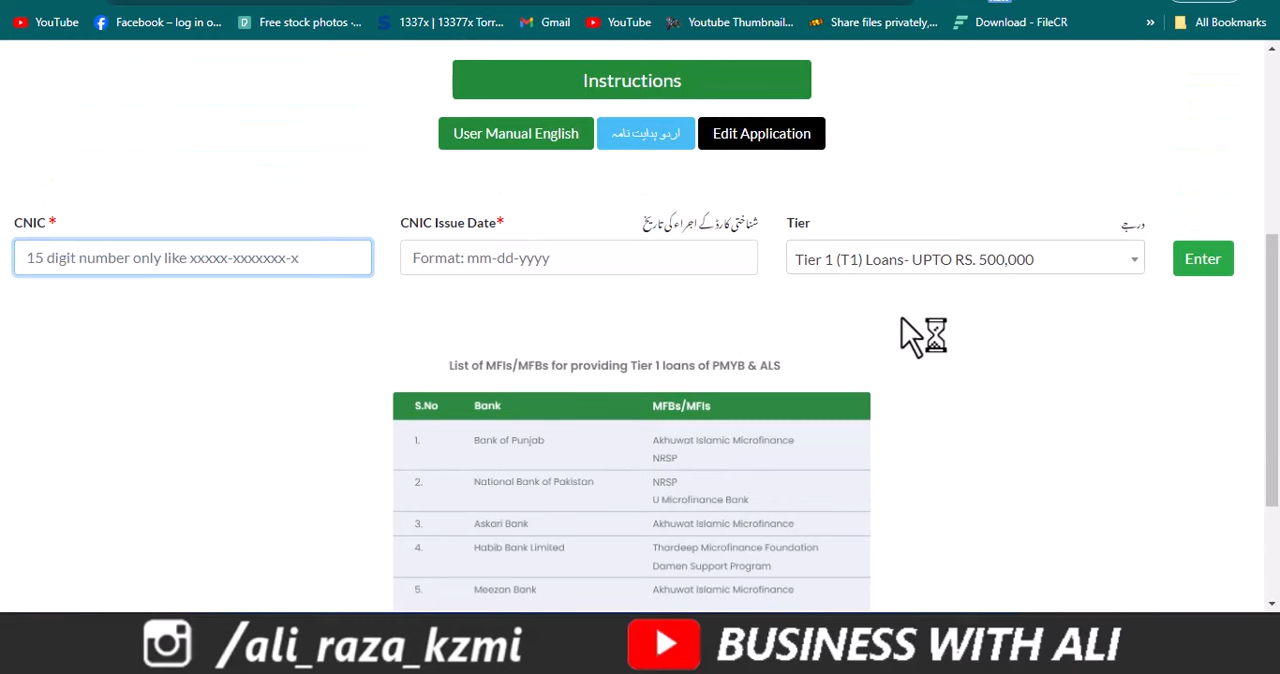 YouTube
Facebook – log in o...
Free stock photos ·...
1337x | 13377x Torr...
Gmail
YouTube
Youtube Thumbnail...
Share files privately,...
Download - FileCR
»
All Bookmarks
Instructions
User Manual English
اردو ہدایت نامہ
Edit Application
CNIC *
CNIC Issue Date*
شناختی کارڈ کے اجراء کی تاریخ
Tier
درجے
15 digit number only like xxxxx-xxxxxxx-x
Format: mm-dd-yyyy
Tier 1 (T1) Loans- UPTO RS. 500,000
Enter
List of MFIs/MFBs for providing Tier 1 loans of PMYB & ALS
S.No Bank MFBs/MFIs
1. Bank of Punjab Akhuwat Islamic Microfinance
NRSP
2. National Bank of Pakistan NRSP
U Microfinance Bank
3. Askari Bank Akhuwat Islamic Microfinance
4. Habib Bank Limited Thardeep Microfinance Foundation
Damen Support Program
5. Meezan Bank Akhuwat Islamic Microfinance
/ali_raza_kzmi
BUSINESS WITH ALI